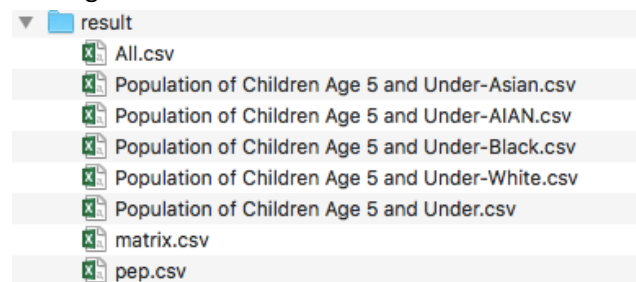 result
All.csv
Population of Children Age 5 and Under-Asian.csv
Population of Children Age 5 and Under-AIAN.csv
Population of Children Age 5 and Under-Black.csv
Population of Children Age 5 and Under-White.csv
Population of Children Age 5 and Under.csv
matrix.csv
pep.csv